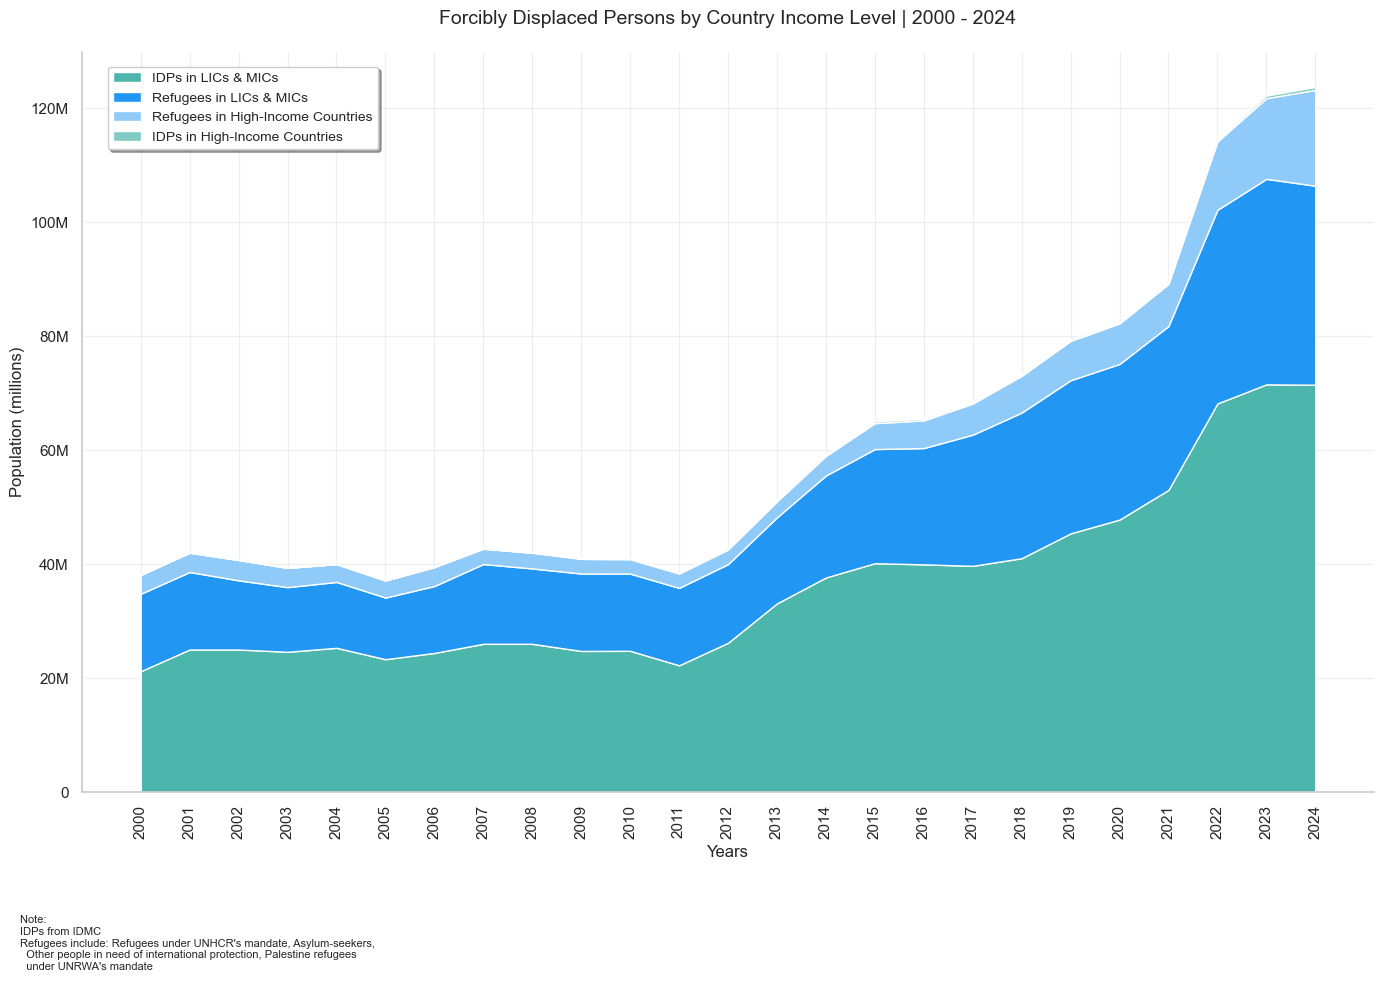 Forcibly Displaced Persons by Country Income Level | 2000 - 2024
IDPs in LICs & MICs
Refugees in LICs & MICs
Refugees in High-Income Countries
IDPs in High-Income Countries
120M
100M
80M
60M
40M
20M
0
Population (millions)
2000 2001 2002 2003 2004 2005 2006 2007 2008 2009 2010 2011 2012 2013 2014 2015 2016 2017 2018 2019 2020 2021 2022 2023 2024
Years
Note:
IDPs from IDMC
Refugees include: Refugees under UNHCR's mandate, Asylum-seekers,
Other people in need of international protection, Palestine refugees
under UNRWA's mandate